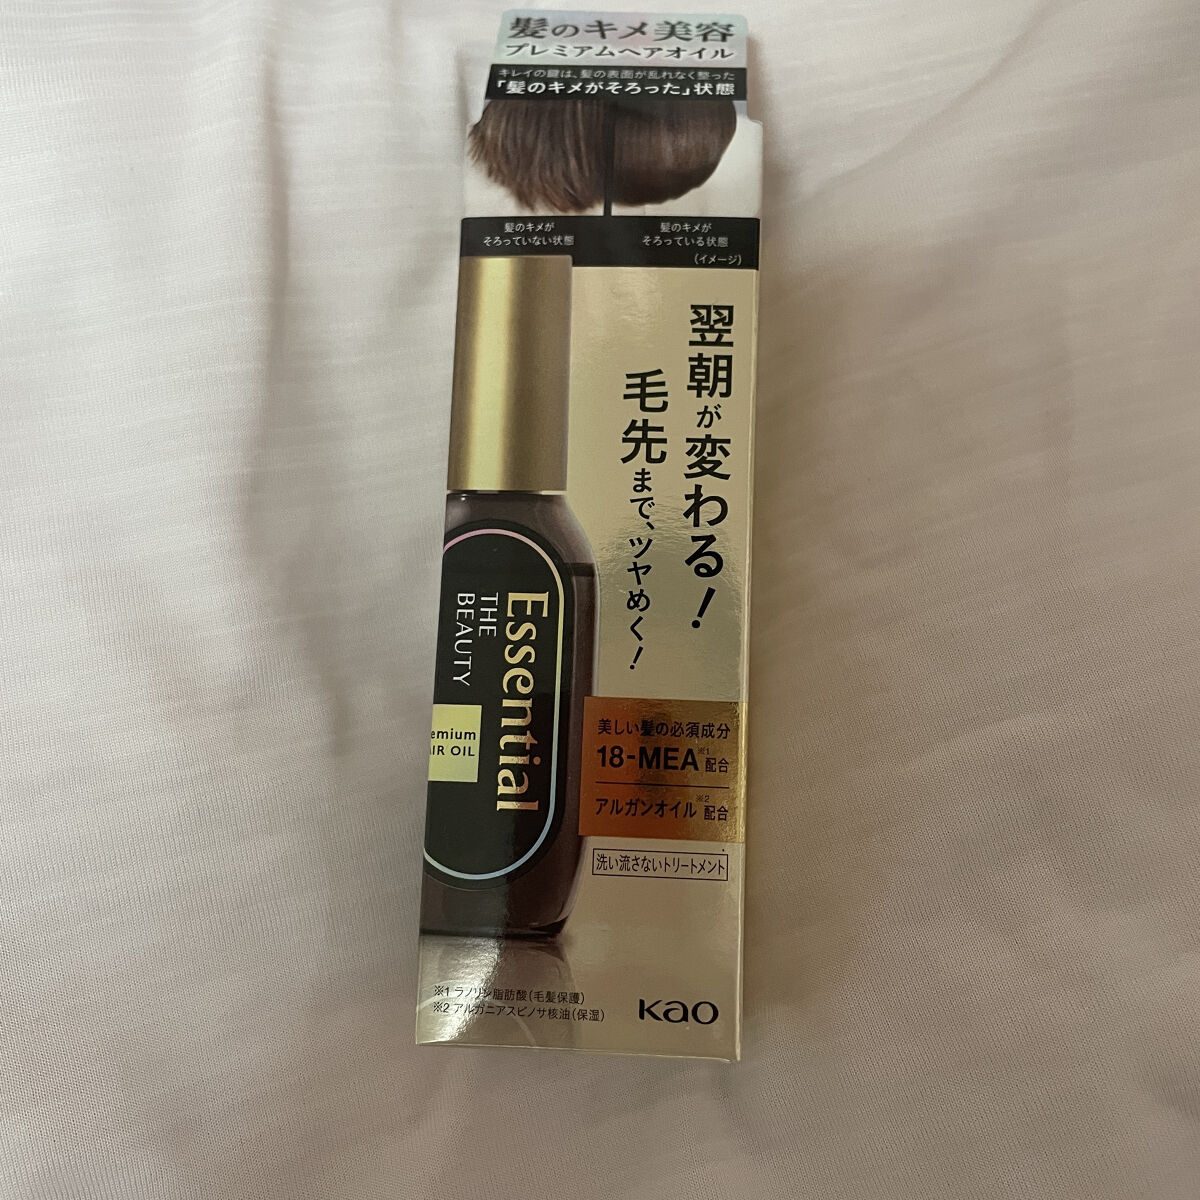 髪のキメ美容
プレミアムヘアオイル
キレイの鍵は、髪の表面が乱れなく整った
「髪のキメがそろった」状態
髪のキメが
そろっていない状態
髪のキメが
そろっている状態
(イメージ)
翌朝が変わる!
毛先まで、ツヤめく!
Essential
THE
BEAUTY
emium
AIR OIL
美しい髪の必須成分
18-MEA※1配合
アルガンオイル※2配合
洗い流さないトリートメント
※1 ラノリン脂肪酸(毛髪保護)
※2 アルガニアスピノサ核油(保湿)
Kao